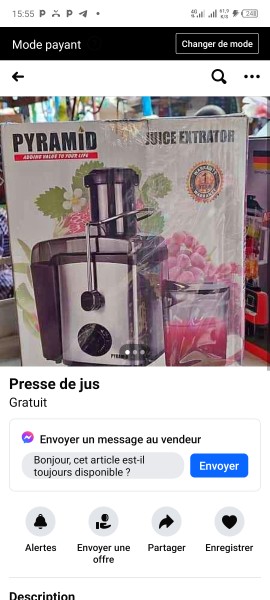 15:55
4G
248
Mode payant
Changer de mode
PYRAMiD
ADDING VALUE TO YOUR LIFE
JUICE EXTRATOR
Presse de jus
Gratuit
Envoyer un message au vendeur
Bonjour, cet article est-il
toujours disponible ?
Envoyer
Alertes
Envoyer une
offre
Partager
Enregistrer
Description